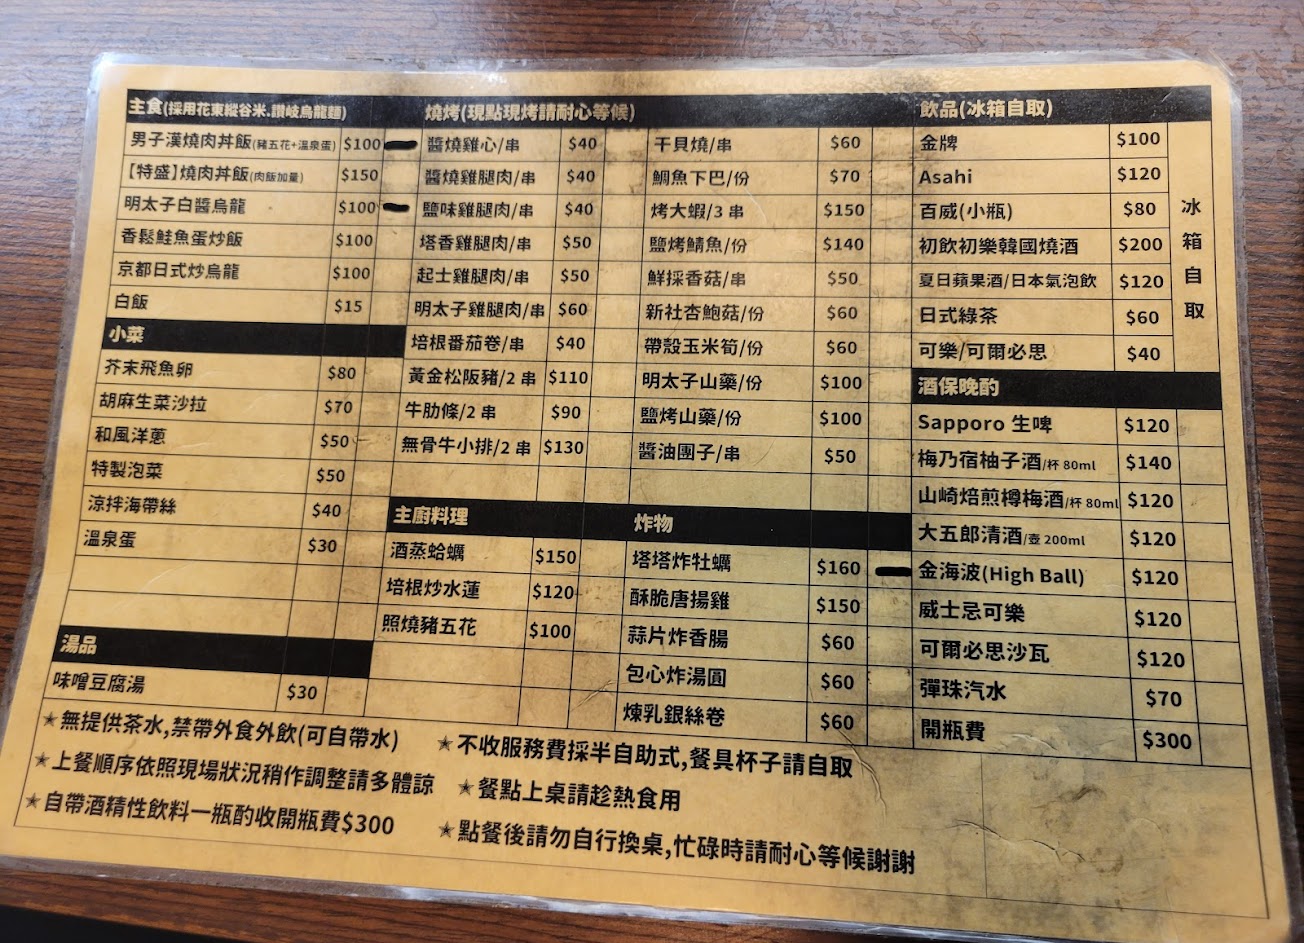 主食(採用花東縱谷米.讚岐烏龍麵)
男子漢燒肉丼飯(豬五花+溫泉蛋) $100
【特盛】燒肉丼飯(肉飯加量) $150
明太子白醬烏龍 $100
香鬆鮭魚蛋炒飯 $100
京都日式炒烏龍 $100
白飯 $15
小菜
芥末飛魚卵 $80
胡麻生菜沙拉 $70
和風洋蔥 $50
特製泡菜 $50
涼拌海帶絲 $40
溫泉蛋 $30
湯品
味噌豆腐湯 $30
燒烤(現點現烤請耐心等候)
醬燒雞心/串 $40
醬燒雞腿肉/串 $40
鹽味雞腿肉/串 $40
塔香雞腿肉/串 $50
起士雞腿肉/串 $50
明太子雞腿肉/串 $60
培根番茄卷/串 $40
黃金松阪豬/2 串 $110
牛肋條/2 串 $90
無骨牛小排/2 串 $130
主廚料理
酒蒸蛤蠣 $150
培根炒水蓮 $120
照燒豬五花 $100
干貝燒/串 $60
鯛魚下巴/份 $70
烤大蝦/3 串 $150
鹽烤鯖魚/份 $140
鮮採香菇/串 $50
新社杏鮑菇/份 $60
帶殼玉米筍/份 $60
明太子山藥/份 $100
鹽烤山藥/份 $100
醬油團子/串 $50
炸物
塔塔炸牡蠣 $160
酥脆唐揚雞 $150
蒜片炸香腸 $60
包心炸湯圓 $60
煉乳銀絲卷 $60
飲品(冰箱自取)
金牌 $100
Asahi $120
百威(小瓶) $80
初飲初樂韓國燒酒 $200
夏日蘋果酒/日本氣泡飲 $120
日式綠茶 $60
可樂/可爾必思 $40
冰箱自取
酒保晚酌
Sapporo 生啤 $120
梅乃宿柚子酒/杯 80ml $140
山崎焙煎樽梅酒/杯 80ml $120
大五郎清酒/壺 200ml $120
金海波(High Ball) $120
威士忌可樂 $120
可爾必思沙瓦 $120
彈珠汽水 $70
開瓶費 $300
★無提供茶水,禁帶外食外飲(可自帶水)
★上餐順序依照現場狀況稍作調整請多體諒
★自帶酒精性飲料一瓶酌收開瓶費$300
★不收服務費採半自助式,餐具杯子請自取
★餐點上桌請趁熱食用
★點餐後請勿自行換桌,忙碌時請耐心等候謝謝